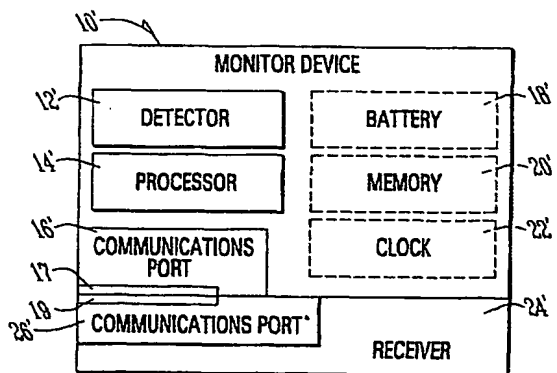 10'
MONITOR DEVICE
12'
DETECTOR
BATTERY
18'
14'
PROCESSOR
MEMORY
20'
16'
COMMUNICATIONS
PORT
CLOCK
22'
17
19
26'
COMMUNICATIONS PORT'
RECEIVER
24'